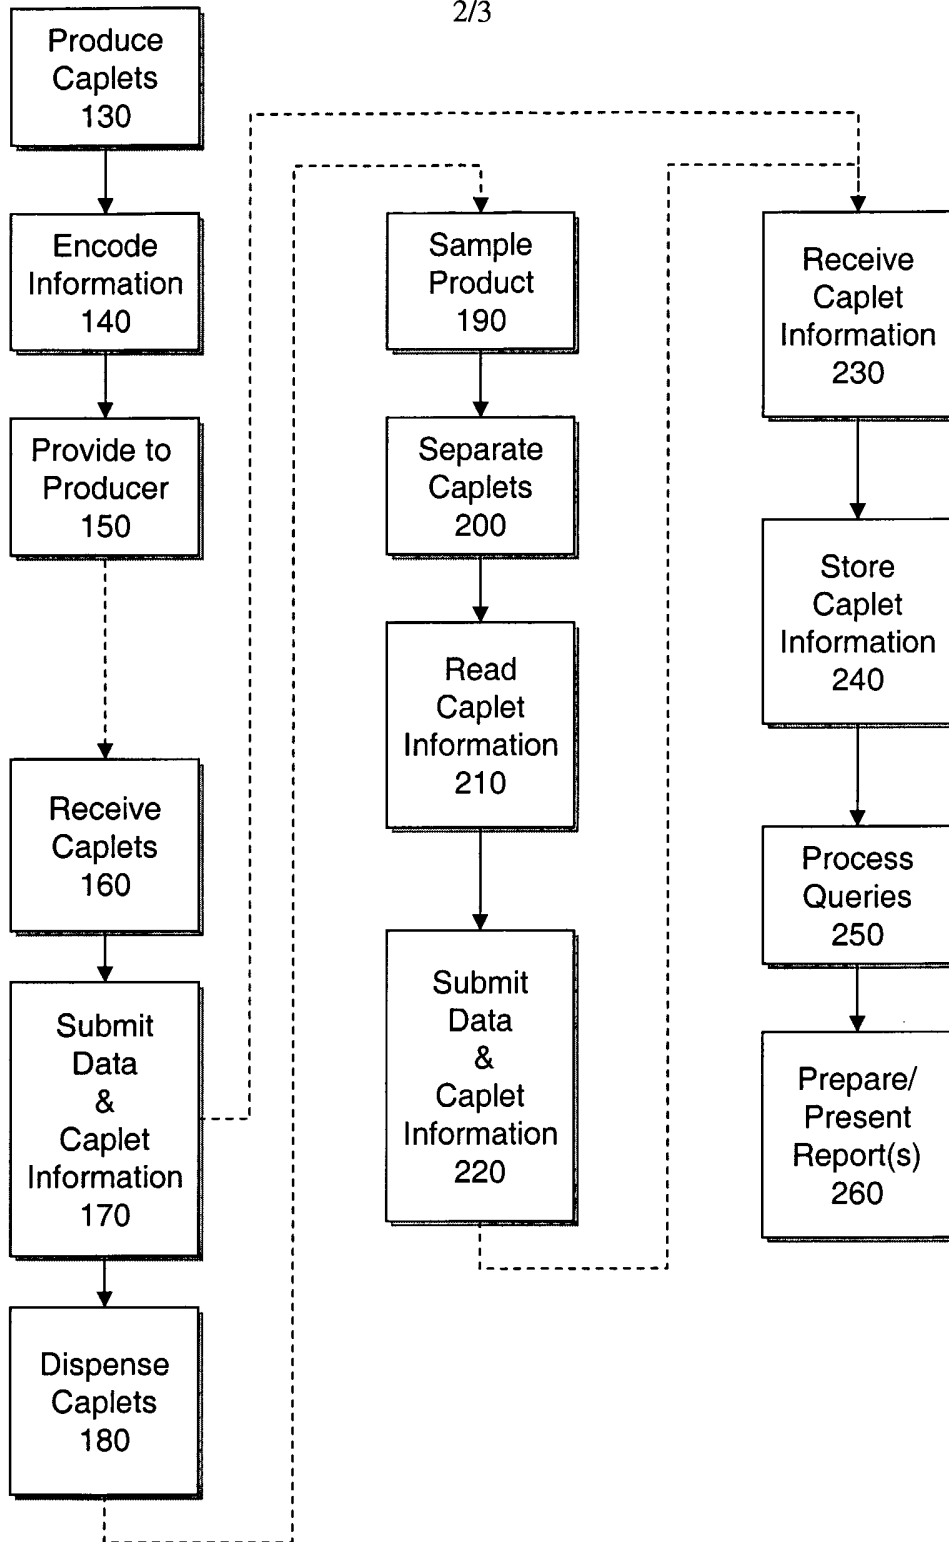 2/3
Produce
Caplets
130
Encode
Information
140
Provide to
Producer
150
Receive
Caplets
160
Submit
Data
&
Caplet
Information
170
Dispense
Caplets
180
Sample
Product
190
Separate
Caplets
200
Read
Caplet
Information
210
Submit
Data
&
Caplet
Information
220
Receive
Caplet
Information
230
Store
Caplet
Information
240
Process
Queries
250
Prepare/
Present
Report(s)
260